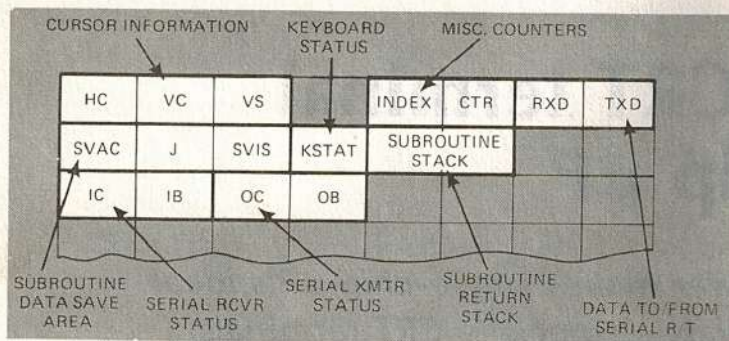 CURSOR INFORMATION
KEYBOARD
STATUS
MISC. COUNTERS
HC VC VS INDEX CTR RXD TXD
SVAC J SVIS KSTAT SUBROUTINE
STACK
IC IB OC OB
SUBROUTINE
DATA SAVE
AREA
SERIAL RCVR
STATUS
SERIAL XMTR
STATUS
SUBROUTINE
RETURN
STACK
DATA TO/FROM
SERIAL R/T